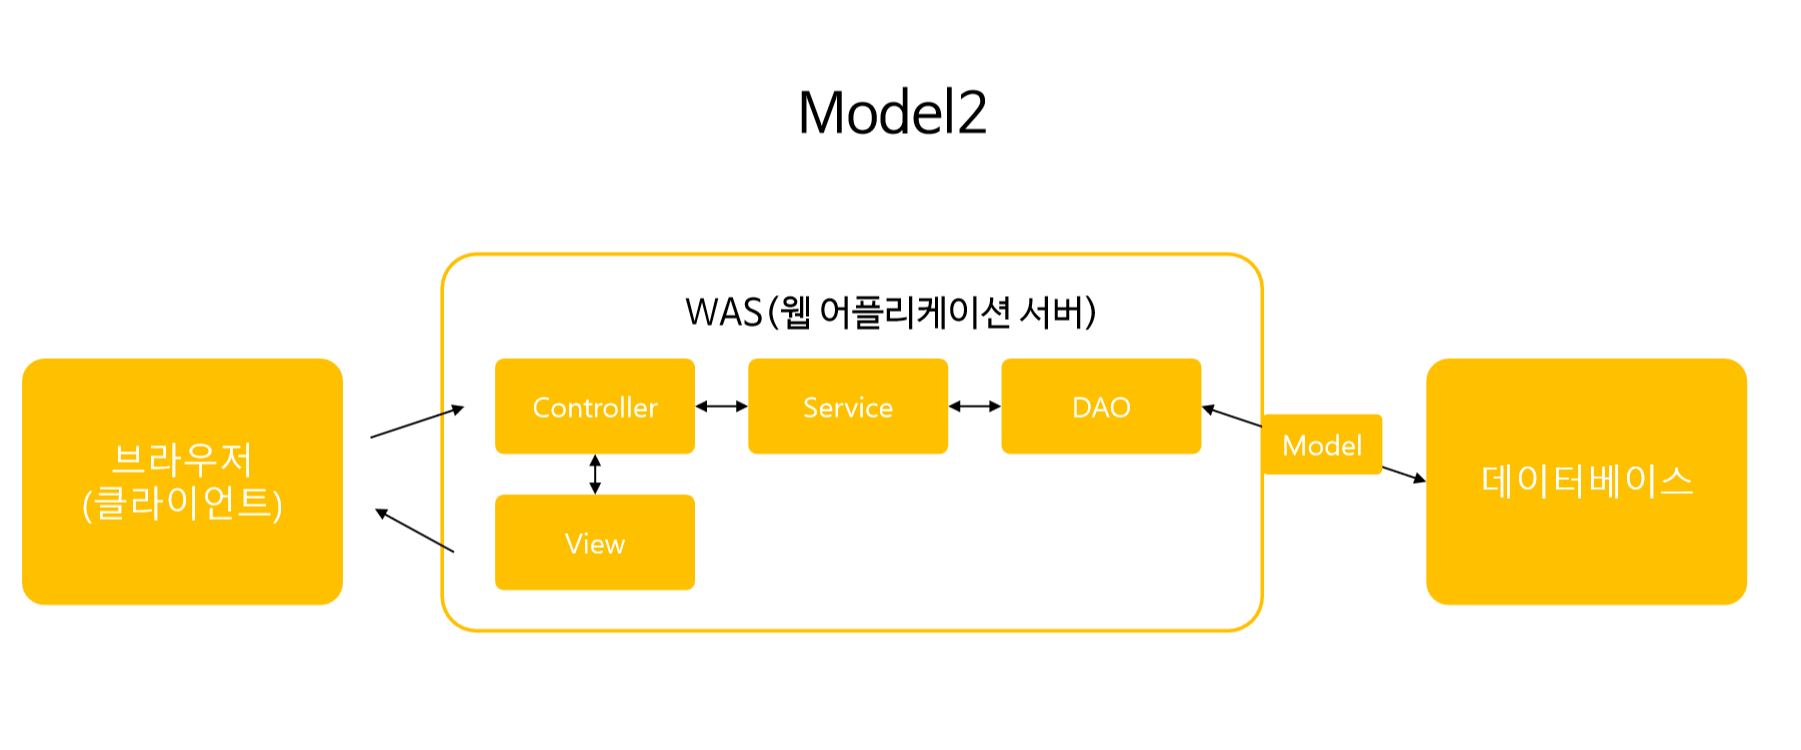 Model2
WAS(웹 어플리케이션 서버)
브라우저
(클라이언트)
Controller
Service
DAO
View
Model
데이터베이스